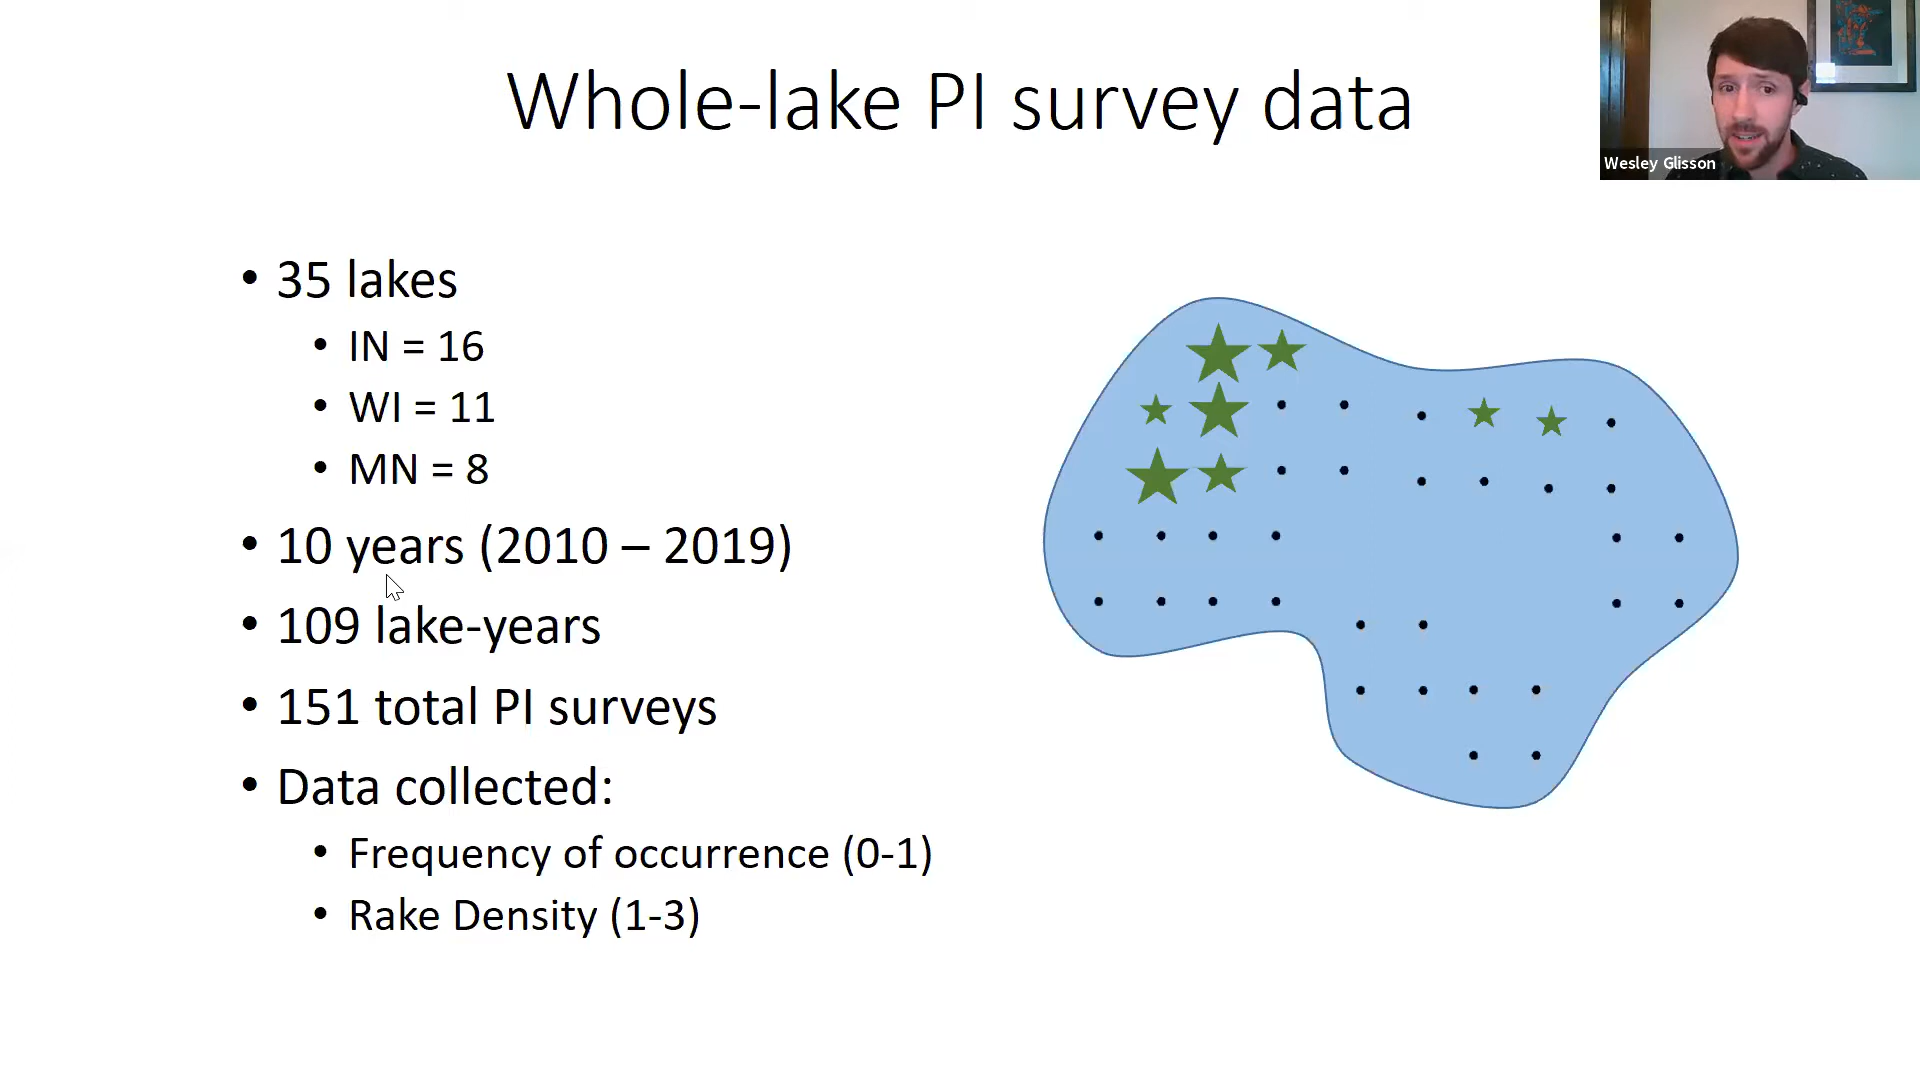 Whole-lake PI survey data
Wesley Glisson
• 35 lakes
• IN = 16
• WI = 11
• MN = 8
• 10 years (2010 – 2019)
• 109 lake-years
• 151 total PI surveys
• Data collected:
• Frequency of occurrence (0-1)
• Rake Density (1-3)